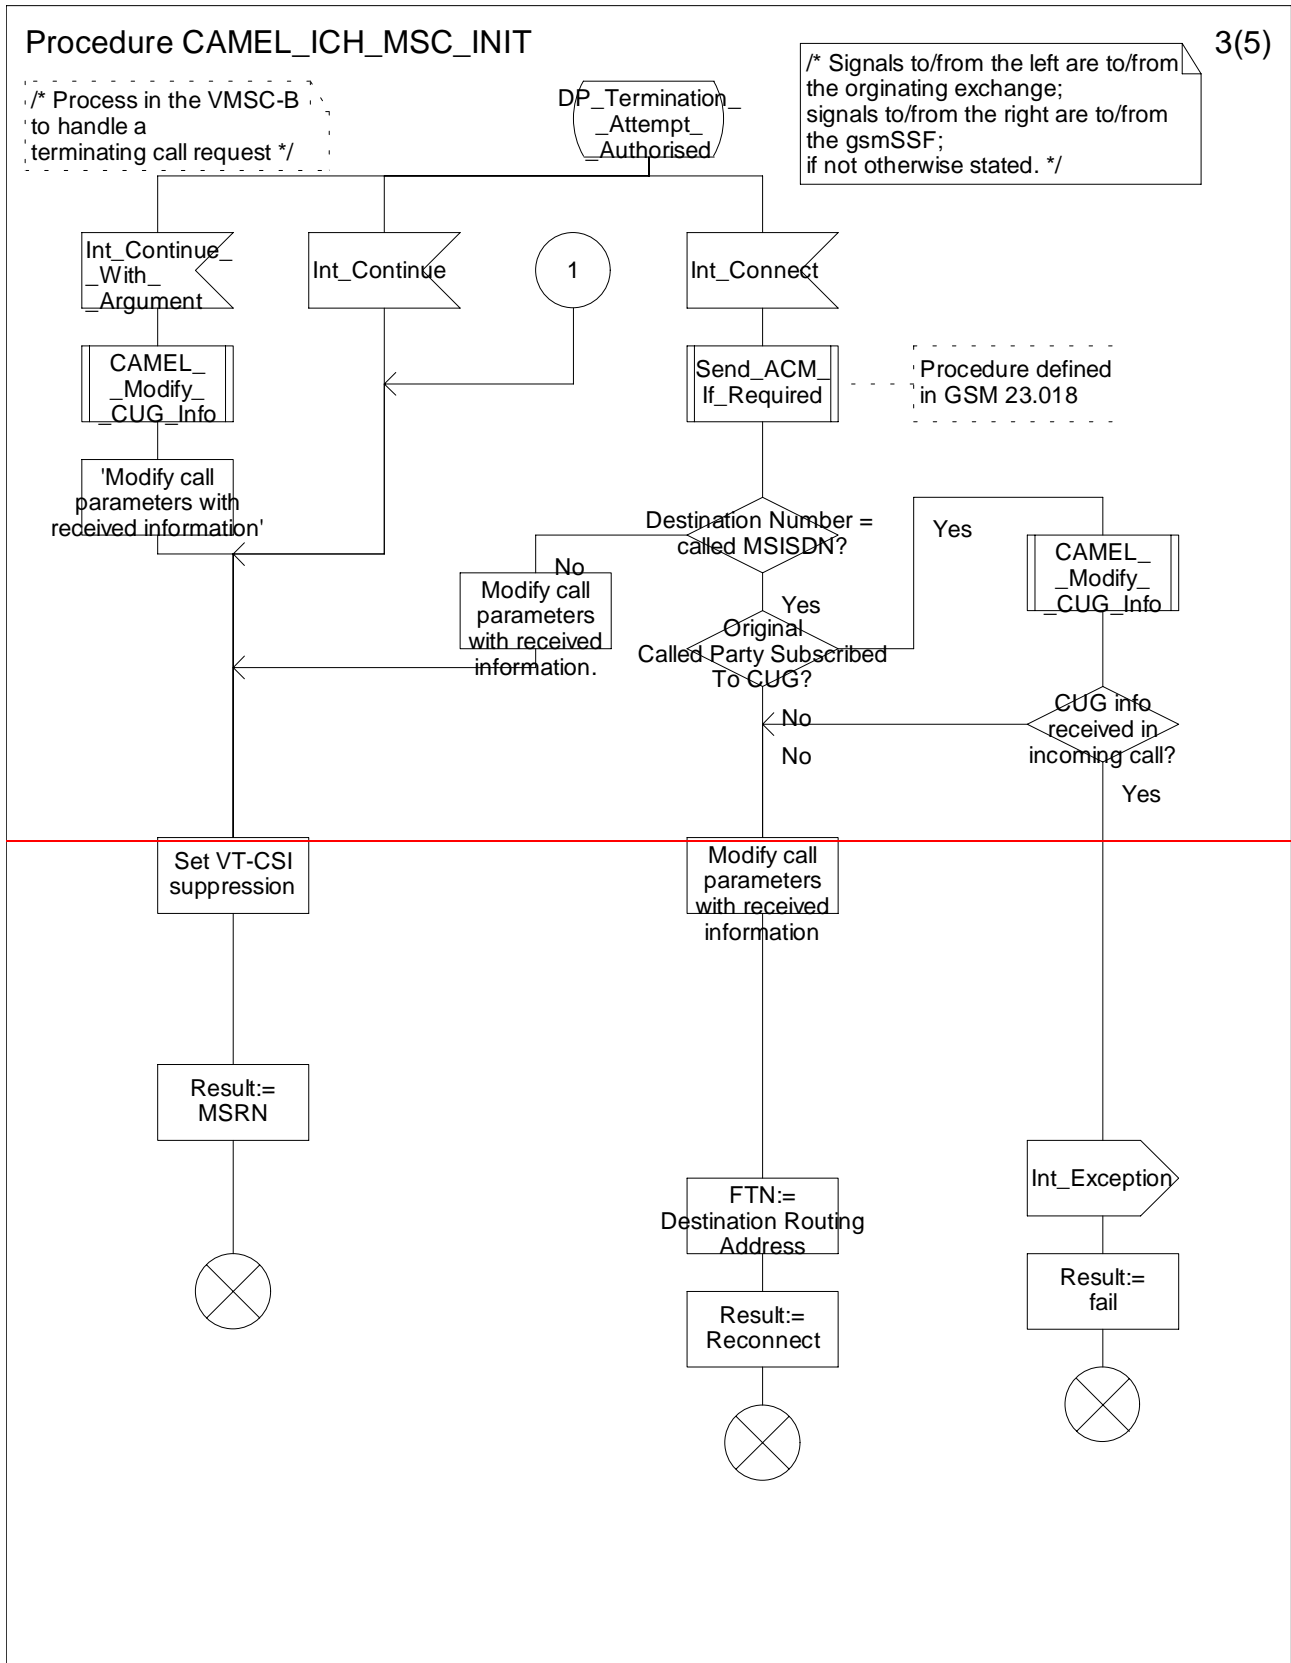 Procedure CAMEL_ICH_MSC_INIT
3(5)
/* Process in the VMSC-B
to handle a
terminating call request */
DP_Termination_
_Attempt_
_Authorised
/* Signals to/from the left are to/from
the orginating exchange;
signals to/from the right are to/from
the gsmSSF;
if not otherwise stated. */
Int_Continue_
_With_
_Argument
Int_Continue
1
Int_Connect
CAMEL_
_Modify_
_CUG_Info
Send_ACM_
If_Required
Procedure defined
in GSM 23.018
'Modify call
parameters with
received information'
Destination Number =
called MSISDN?
Yes
CAMEL_
_Modify_
_CUG_Info
No
Modify call
parameters
with received
information.
Yes
Original
Called Party Subscribed
To CUG?
No
No
CUG info
received in
incoming call?
Yes
Set VT-CSI
suppression
Modify call
parameters
with received
information
Result:=
MSRN
Int_Exception
FTN:=
Destination Routing
Address
Result:=
fail
Result:=
Reconnect